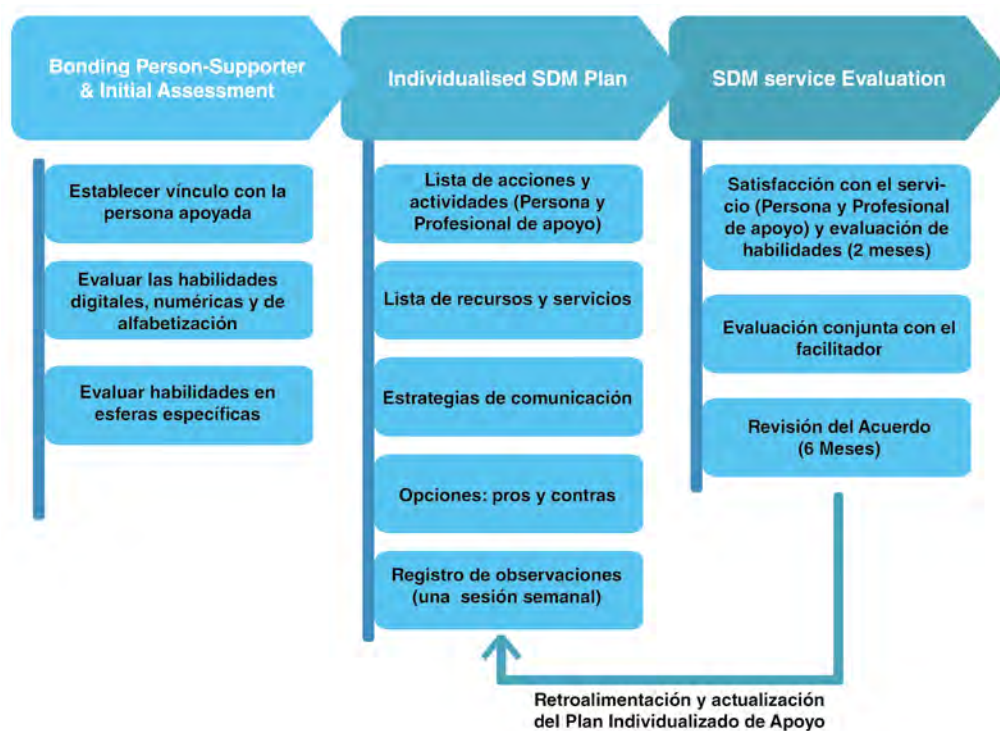 Bonding Person-Supporter
& Initial Assessment
Individualised SDM Plan
SDM service Evaluation
Establecer vínculo con la
persona apoyada
Evaluar las habilidades
digitales, numéricas y de
alfabetización
Evaluar habilidades en
esferas específicas
Lista de acciones y
actividades (Persona y
Profesional de apoyo)
Lista de recursos y servicios
Estrategias de comunicación
Opciones: pros y contras
Registro de observaciones
(una sesión semanal)
Satisfacción con el servi-
cio (Persona y Profesional
de apoyo) y evaluación de
habilidades (2 meses)
Evaluación conjunta con el
facilitador
Revisión del Acuerdo
(6 Meses)
Retroalimentación y actualización
del Plan Individualizado de Apoyo